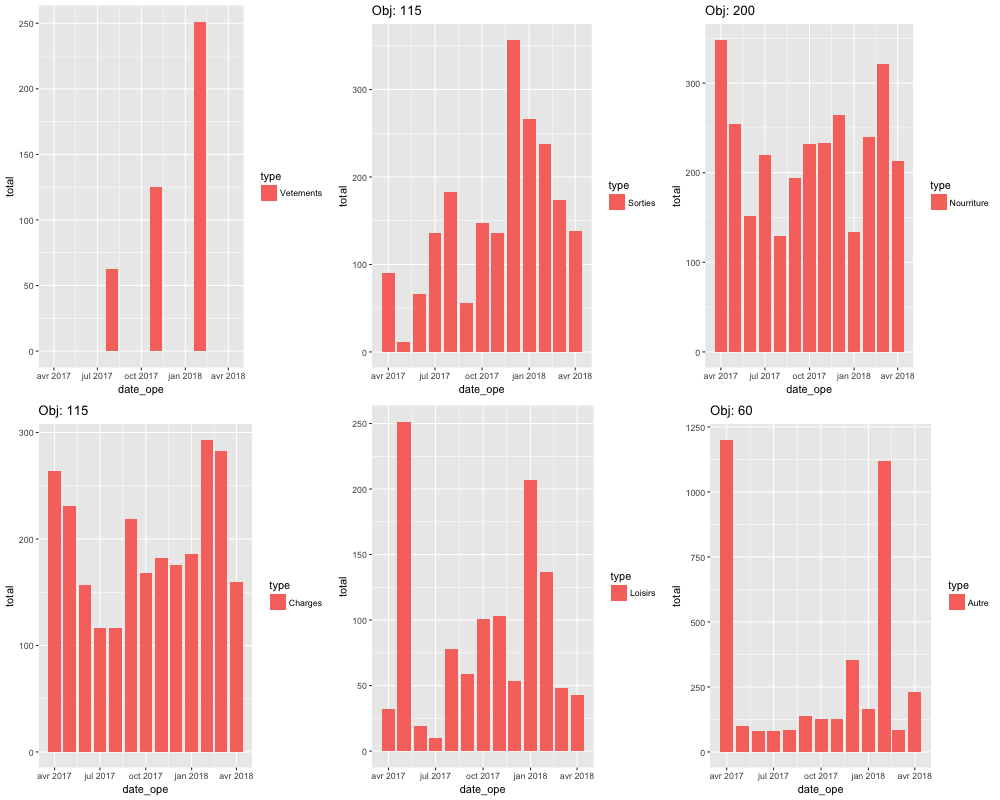 250
200
150
100
50
0
total
avr 2017 jul 2017 oct 2017 jan 2018 avr 2018
date_ope
type
Vetements
Obj: 115
300
200
100
0
total
avr 2017 jul 2017 oct 2017 jan 2018 avr 2018
date_ope
type
Sorties
Obj: 200
300
200
100
0
total
avr 2017 jul 2017 oct 2017 jan 2018 avr 2018
date_ope
type
Nourriture
Obj: 115
300
200
100
0
total
avr 2017 jul 2017 oct 2017 jan 2018 avr 2018
date_ope
type
Charges
250
200
150
100
50
0
total
avr 2017 jul 2017 oct 2017 jan 2018 avr 2018
date_ope
type
Loisirs
Obj: 60
1250
1000
750
500
250
0
total
avr 2017 jul 2017 oct 2017 jan 2018 avr 2018
date_ope
type
Autre